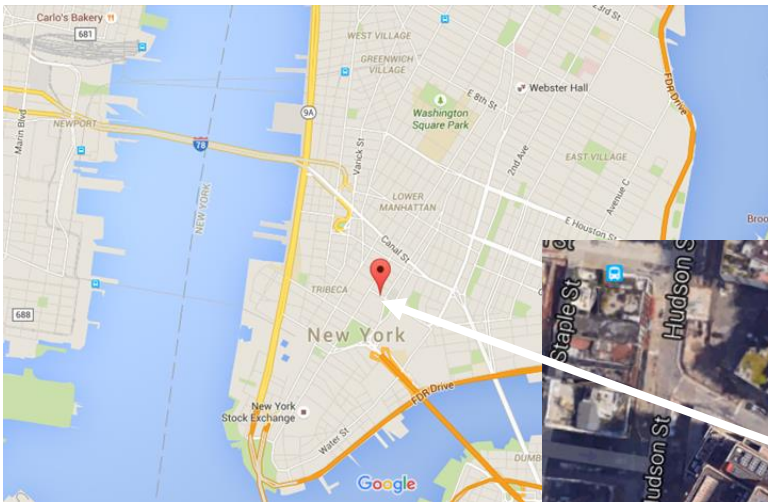 Carlo's Bakery
681
WEST VILLAGE
GREENWICH
VILLAGE
23rd St
Webster Hall
E 8th St
Washington
Square Park
FDR Drive
9A
Marin Blvd
NEWPORT
78
Varick St
2nd Ave
EAST VILLAGE
Avenue C
NEW YORK
LOWER
MANHATTAN
E Houston St
Broo
Canal St
TRIBECA
688
New York
New York
Stock Exchange
FDR Drive
Water St
Google
DUMB
Staple St
Hudson S
Hudson St